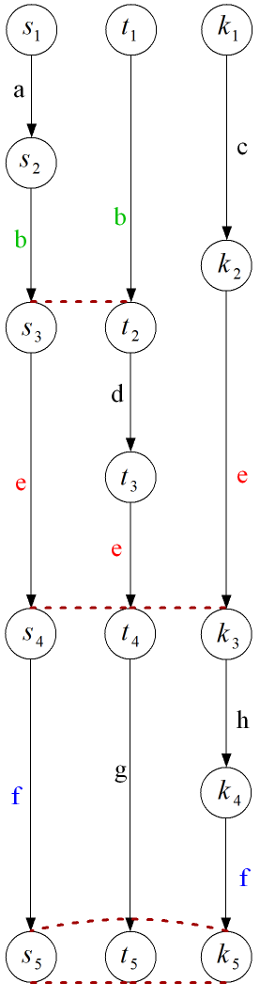 s₁ t₁ k₁
a
c
s₂
b b
k₂
s₃ t₂
d
t₃
e e
e
s₄ t₄ k₃
h
g
k₄
f
f
s₅ t₅ k₅